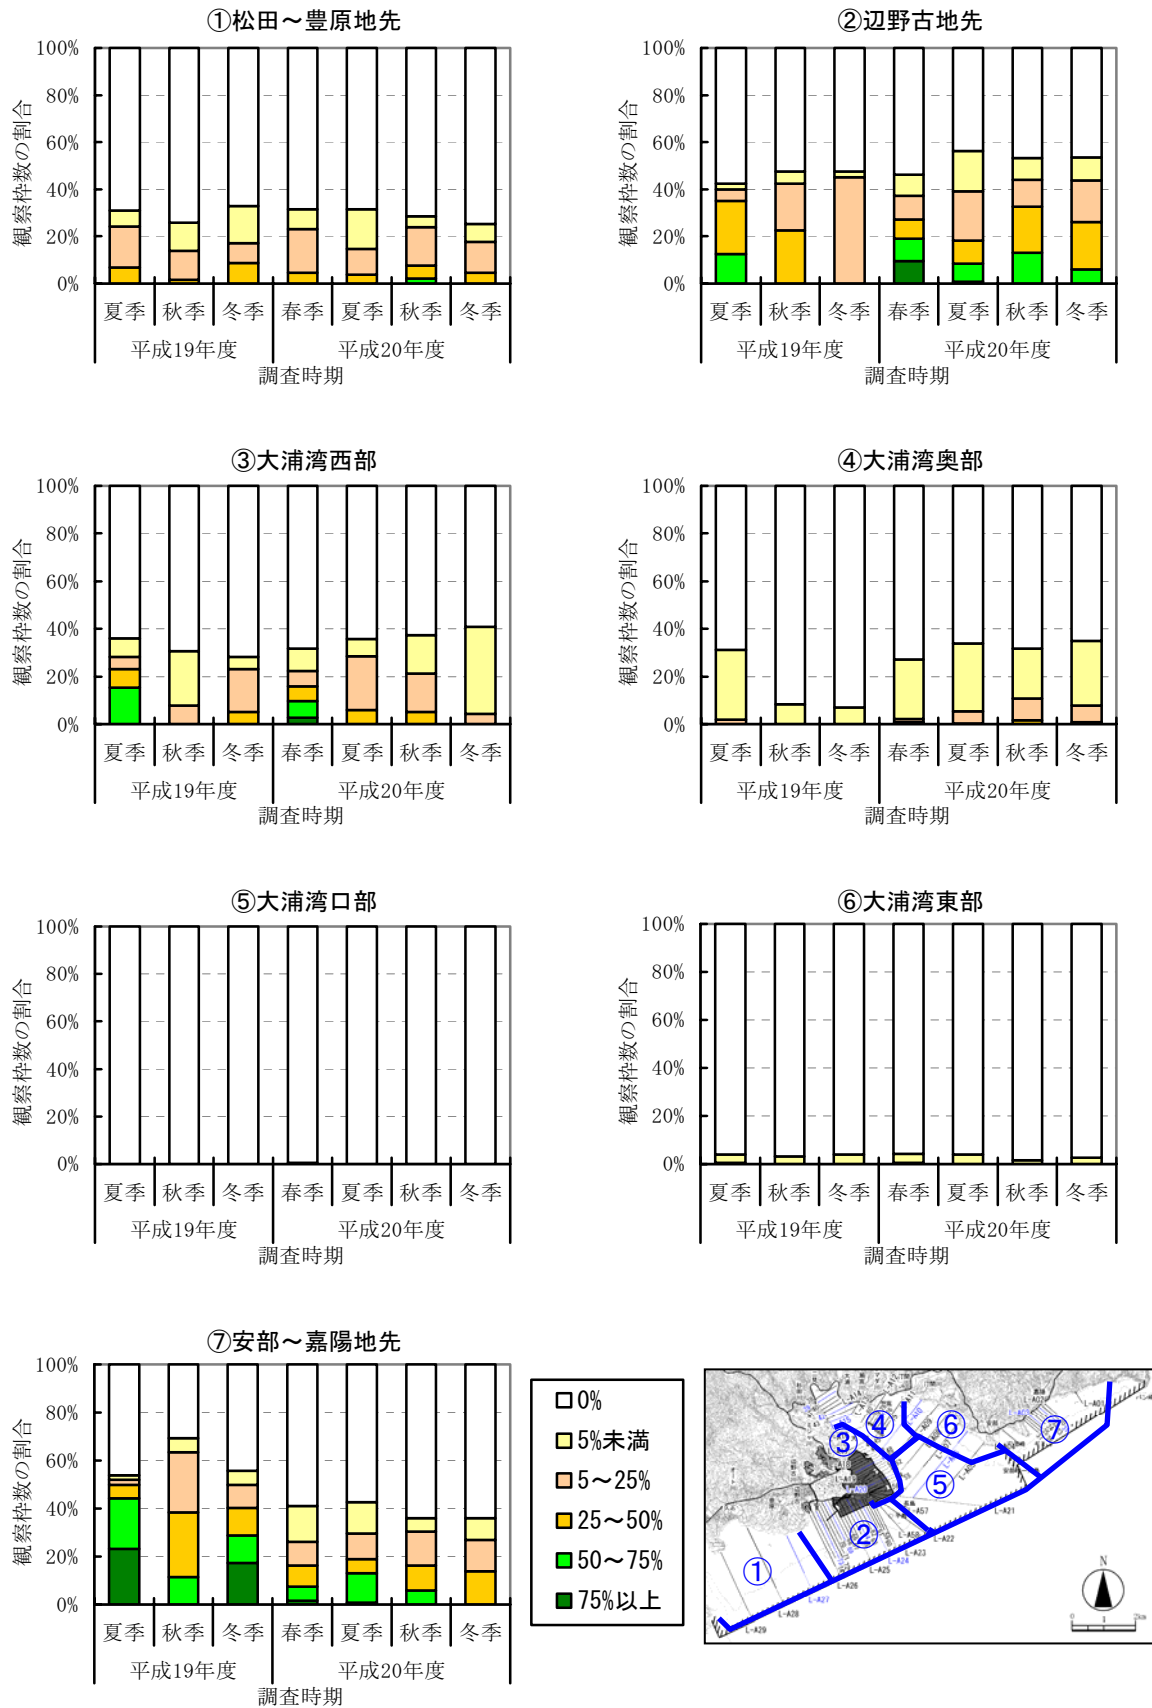 ①松田～豊原地先
100%
80%
60%
40%
20%
0%
観察枠数の割合
夏季 秋季 冬季 春季 夏季 秋季 冬季
平成19年度 平成20年度
調査時期
②辺野古地先
100%
80%
60%
40%
20%
0%
観察枠数の割合
夏季 秋季 冬季 春季 夏季 秋季 冬季
平成19年度 平成20年度
調査時期
③大浦湾西部
100%
80%
60%
40%
20%
0%
観察枠数の割合
夏季 秋季 冬季 春季 夏季 秋季 冬季
平成19年度 平成20年度
調査時期
④大浦湾奥部
100%
80%
60%
40%
20%
0%
観察枠数の割合
夏季 秋季 冬季 春季 夏季 秋季 冬季
平成19年度 平成20年度
調査時期
⑤大浦湾口部
100%
80%
60%
40%
20%
0%
観察枠数の割合
夏季 秋季 冬季 春季 夏季 秋季 冬季
平成19年度 平成20年度
調査時期
⑥大浦湾東部
100%
80%
60%
40%
20%
0%
観察枠数の割合
夏季 秋季 冬季 春季 夏季 秋季 冬季
平成19年度 平成20年度
調査時期
⑦安部～嘉陽地先
100%
80%
60%
40%
20%
0%
観察枠数の割合
夏季 秋季 冬季 春季 夏季 秋季 冬季
平成19年度 平成20年度
調査時期
0%
5%未満
5～25%
25～50%
50～75%
75%以上
④ ⑥ ⑦
③
⑤
②
①
L-A01
L-A21
L-A57
L-A58
L-A22
L-A23
L-A24
L-A25
L-A26
L-A27
L-A28
L-A29
N
0 1 2km